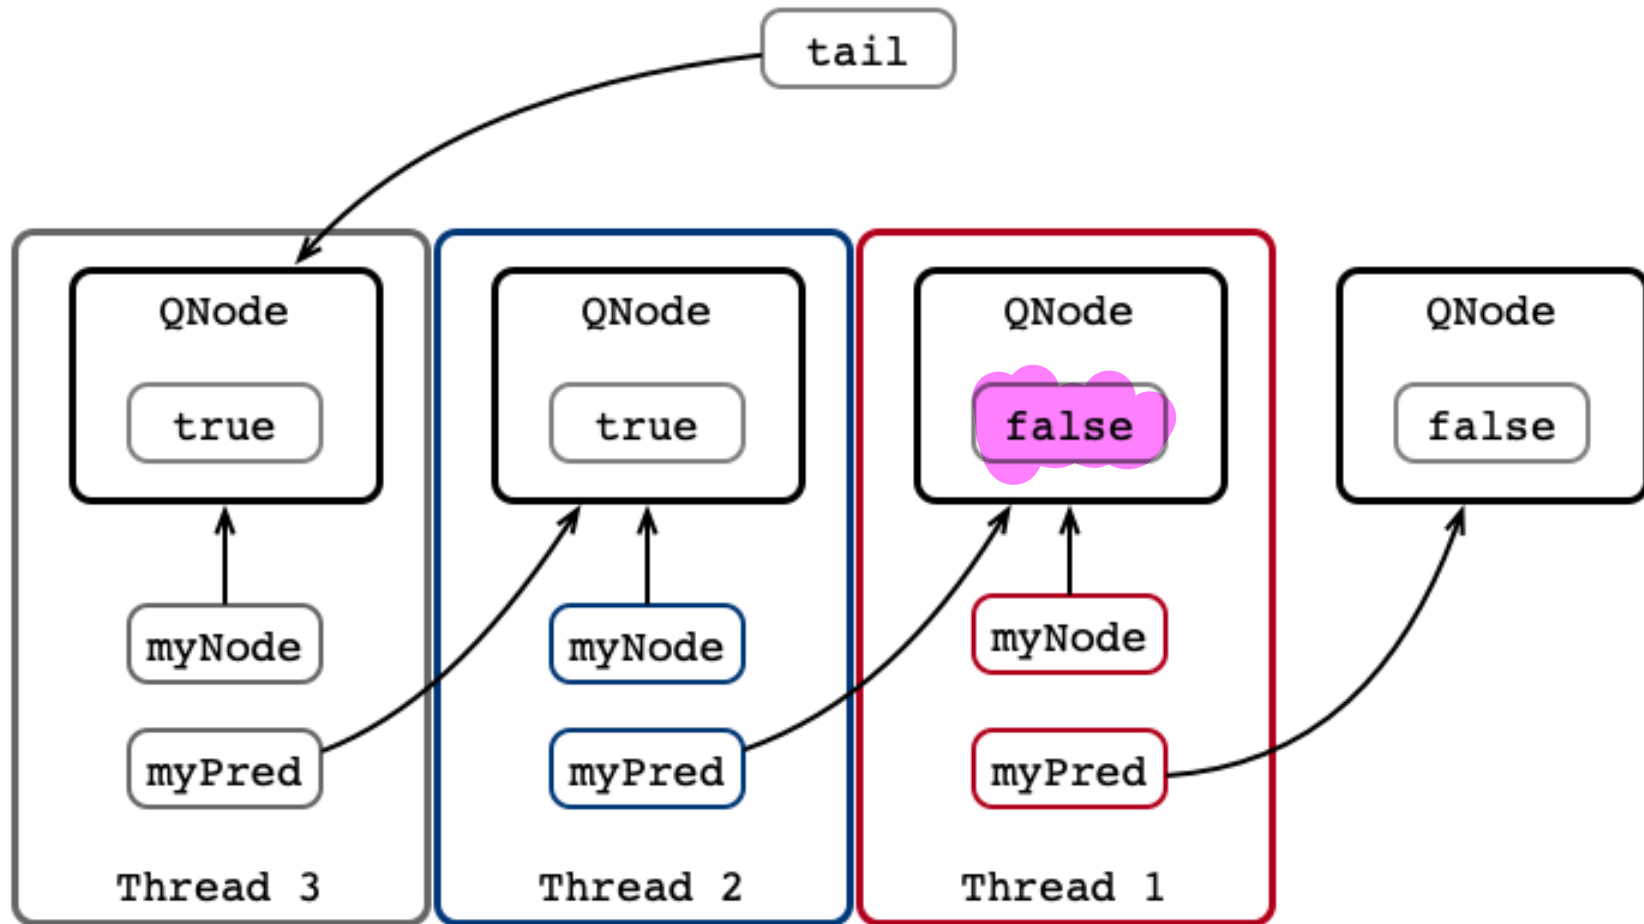 tail
QNode QNode QNode QNode
true true false false
myNode myNode myNode
myPred myPred myPred
Thread 3 Thread 2 Thread 1